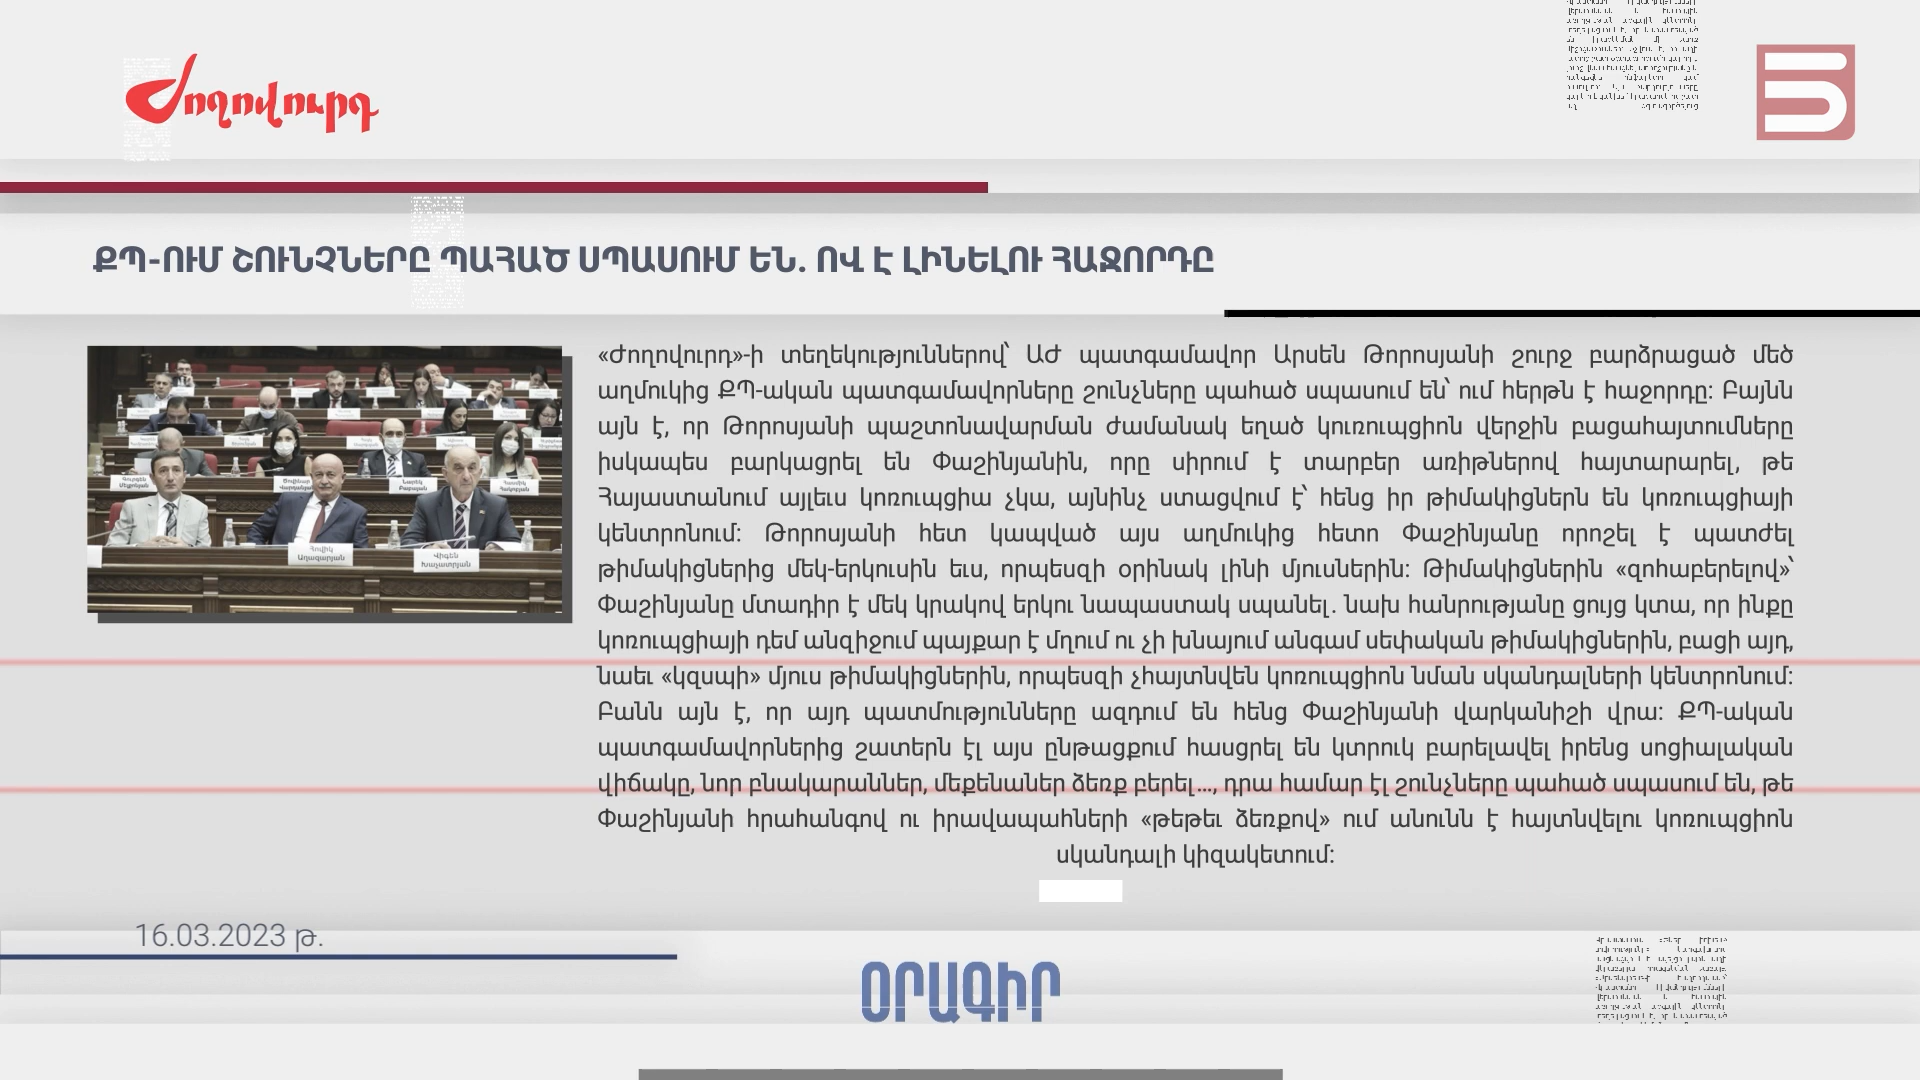 Ժողովուրդ
5
ՔՊ-ՈՒՄ ՇՈՒՆՉՆԵՐԸ ՊԱՀԱԾ ՍՊԱՍՈՒՄ ԵՆ. ՈՎ Է ԼԻՆԵԼՈՒ ՀԱՋՈՐԴԸ
«Ժողովուրդ»-ի տեղեկություններով՝ ԱԺ պատգամավոր Արսեն Թորոսյանի շուրջ բարձրացած մեծ
աղմուկից ՔՊ-ական պատգամավորները շունչները պահած սպասում են՝ ում հերթն է հաջորդը: Բայնն
այն է, որ Թորոսյանի պաշտոնավարման ժամանակ եղած կուռուպցիոն վերջին բացահայտումները
իսկապես բարկացրել են Փաշինյանին, որը սիրում է տարբեր առիթներով հայտարարել, թե
Հայաստանում այլեւս կոռուպցիա չկա, այնինչ ստացվում է՝ հենց իր թիմակիցներն են կոռուպցիայի
կենտրոնում: Թորոսյանի հետ կապված այս աղմուկից հետո Փաշինյանը որոշել է պատժել
թիմակիցներից մեկ-երկուսին եւս, որպեսզի օրինակ լինի մյուսներին: Թիմակիցներին «զոհաբերելով»՝
Փաշինյանը մտադիր է մեկ կրակով երկու նապաստակ սպանել. նախ հանրությանը ցույց կտա, որ ինքը
կոռուպցիայի դեմ անզիջում պայքար է մղում ու չի խնայում անգամ սեփական թիմակիցներին, բացի այդ,
նաեւ «կզսպի» մյուս թիմակիցներին, որպեսզի չհայտնվեն կոռուպցիոն նման սկանդալների կենտրոնում:
Բանն այն է, որ այդ պատմությունները ազդում են հենց Փաշինյանի վարկանիշի վրա: ՔՊ-ական
պատգամավորներից շատերն էլ այս ընթացքում հասցրել են կտրուկ բարելավել իրենց սոցիալական
վիճակը, նոր բնակարաններ, մեքենաներ ձեռք բերել…, դրա համար էլ շունչները պահած սպասում են, թե
Փաշինյանի հրահանգով ու իրավապահների «թեթեւ ձեռքով» ում անունն է հայտնվելու կոռուպցիոն
սկանդալի կիզակետում:
Հովիկ
Աղազարյան
Վիգեն
Խաչատրյան
16.03.2023 թ.
ՕՐԱԳԻՐ